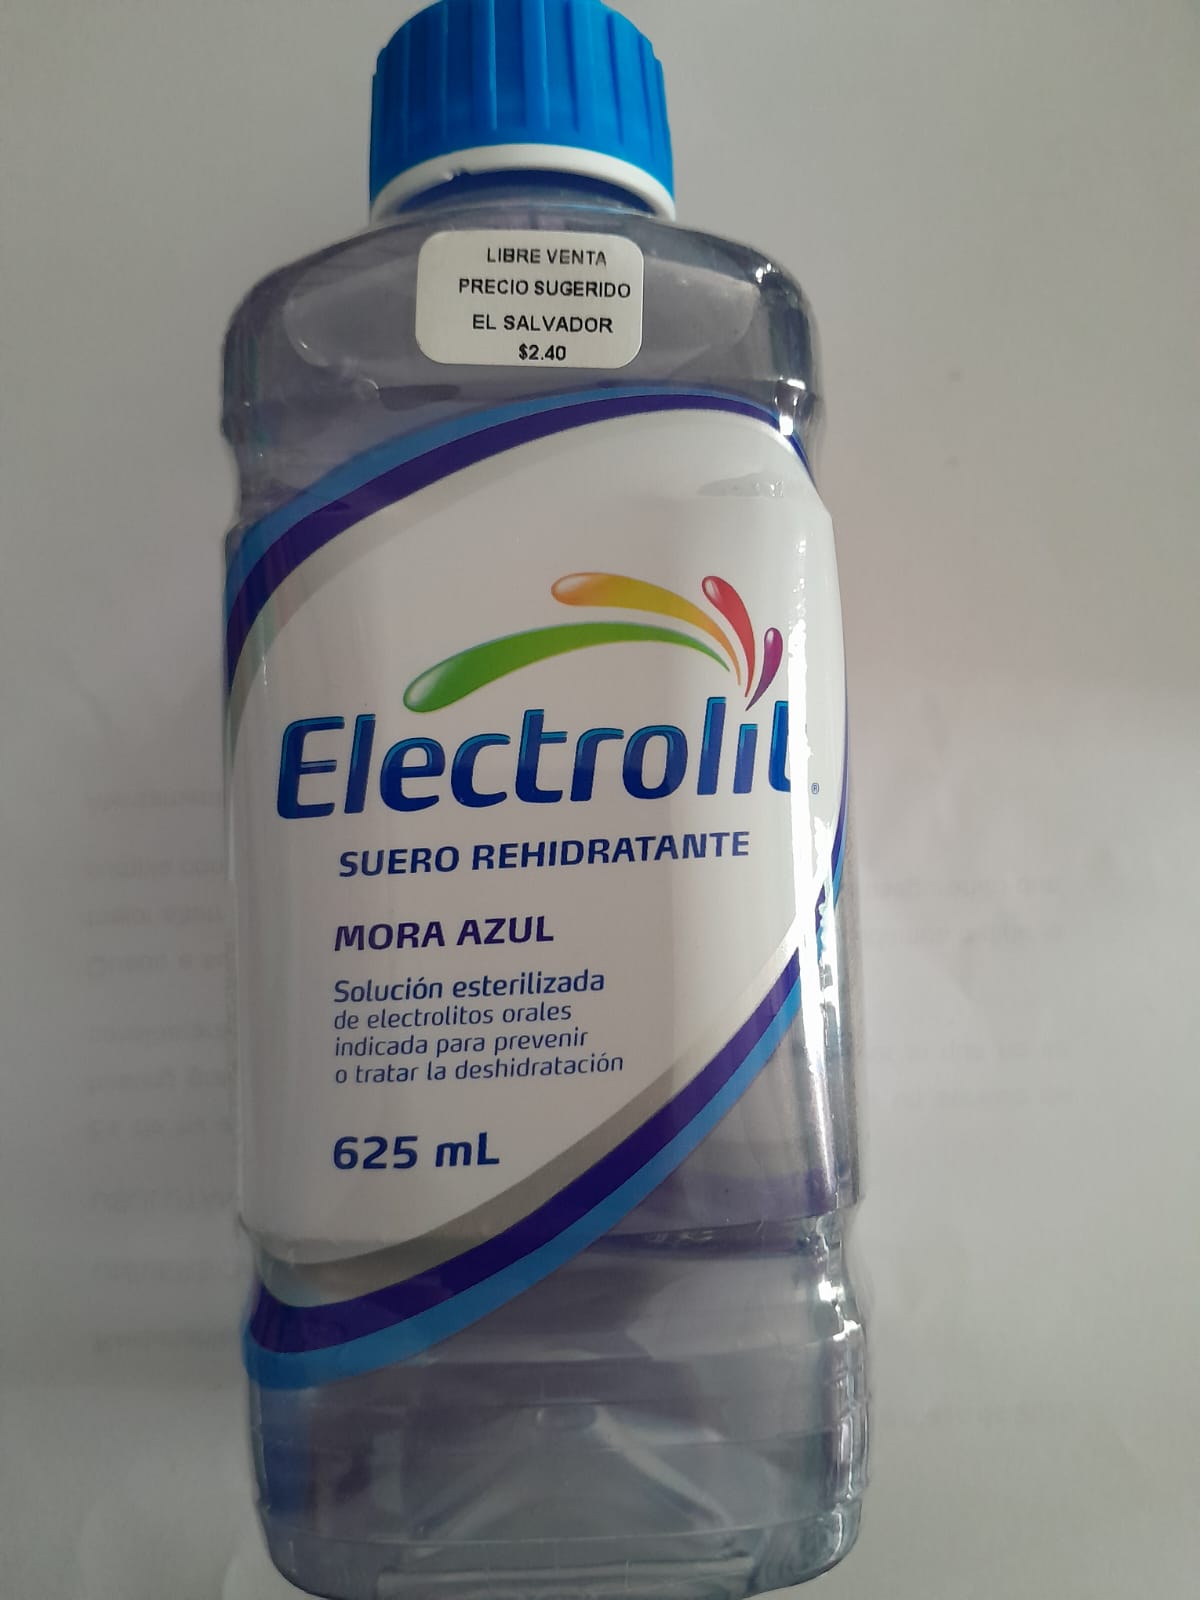 LIBRE VENTA
PRECIO SUGERIDO
EL SALVADOR
$2.40
Electrolit®
SUERO REHIDRATANTE
MORA AZUL
Solución esterilizada
de electrolitos orales
indicada para prevenir
o tratar la deshidratación
625 mL